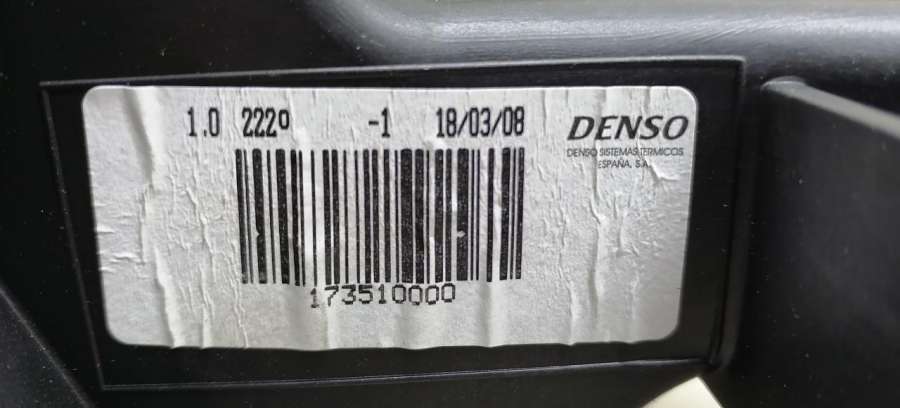 1.0 222º -1 18/03/08
DENSO
DENSO SISTEMAS TERMICOS
ESPAÑA, S.A.
173510000